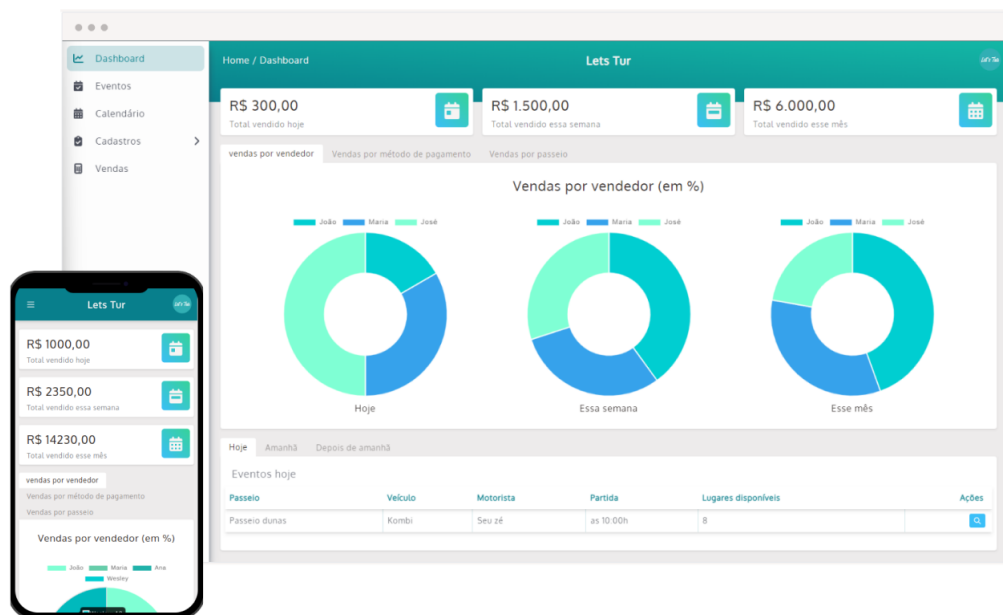 Dashboard
Eventos
Calendário
Cadastros
Vendas
Home / Dashboard
Lets Tur
R$ 300,00
Total vendido hoje
R$ 1.500,00
Total vendido essa semana
R$ 6.000,00
Total vendido esse mês
vendas por vendedor Vendas por método de pagamento Vendas por passeio
Vendas por vendedor (em %)
João Maria José
João Maria José
João Maria José
Hoje
Essa semana
Esse mês
Hoje Amanhã Depois de amanhã
Eventos hoje
Passeio Veículo Motorista Partida Lugares disponíveis Ações
Passeio dunas Kombi Seu zé as 10:00h 8
Lets Tur
R$ 1000,00
Total vendido hoje
R$ 2350,00
Total vendido essa semana
R$ 14230,00
Total vendido esse mês
vendas por vendedor
Vendas por método de pagamento
Vendas por passeio
Vendas por vendedor (em %)
João Maria Ana
Wesley